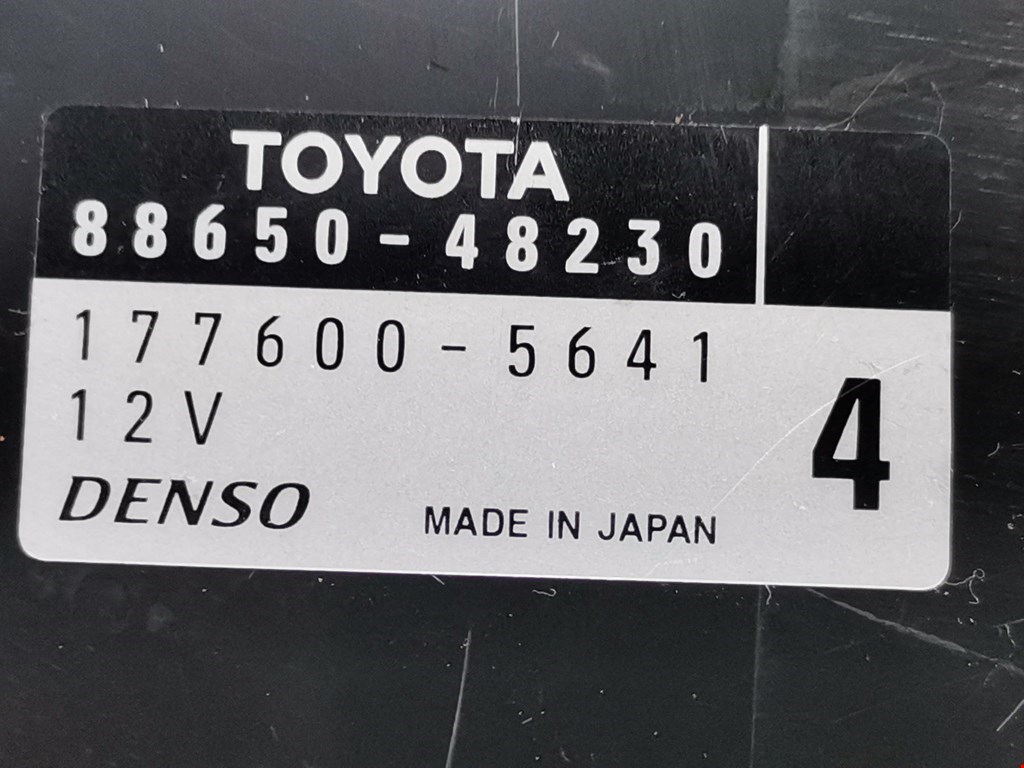 TOYOTA
88650-48230
177600-5641
12V
4
DENSO
MADE IN JAPAN